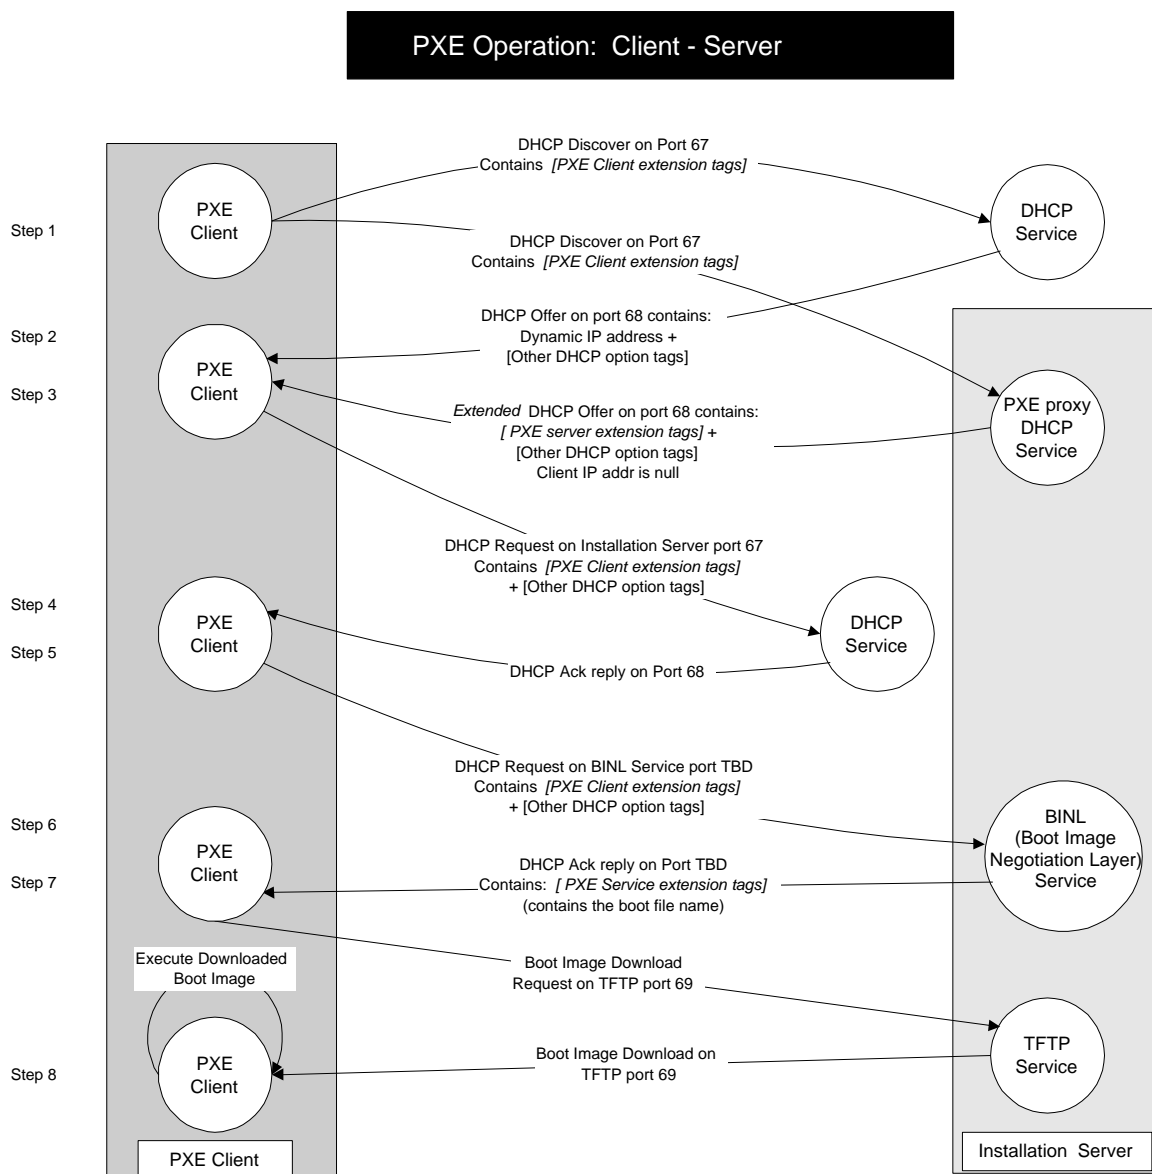 PXE Operation: Client - Server
DHCP Discover on Port 67
Contains [PXE Client extension tags]
PXE
Client
DHCP
Service
Step 1
DHCP Discover on Port 67
Contains [PXE Client extension tags]
DHCP Offer on port 68 contains:
Dynamic IP address +
[Other DHCP option tags]
Step 2
PXE
Client
Step 3
Extended DHCP Offer on port 68 contains:
[ PXE server extension tags] +
[Other DHCP option tags]
Client IP addr is null
PXE proxy
DHCP
Service
DHCP Request on Installation Server port 67
Contains [PXE Client extension tags]
+ [Other DHCP option tags]
Step 4
PXE
Client
DHCP
Service
Step 5
DHCP Ack reply on Port 68
DHCP Request on BINL Service port TBD
Contains [PXE Client extension tags]
+ [Other DHCP option tags]
Step 6
PXE
Client
BINL
(Boot Image
Negotiation Layer)
Service
Step 7
DHCP Ack reply on Port TBD
Contains: [ PXE Service extension tags]
(contains the boot file name)
Execute Downloaded
Boot Image
Boot Image Download
Request on TFTP port 69
TFTP
Service
Boot Image Download on
TFTP port 69
Step 8
PXE
Client
PXE Client
Installation Server